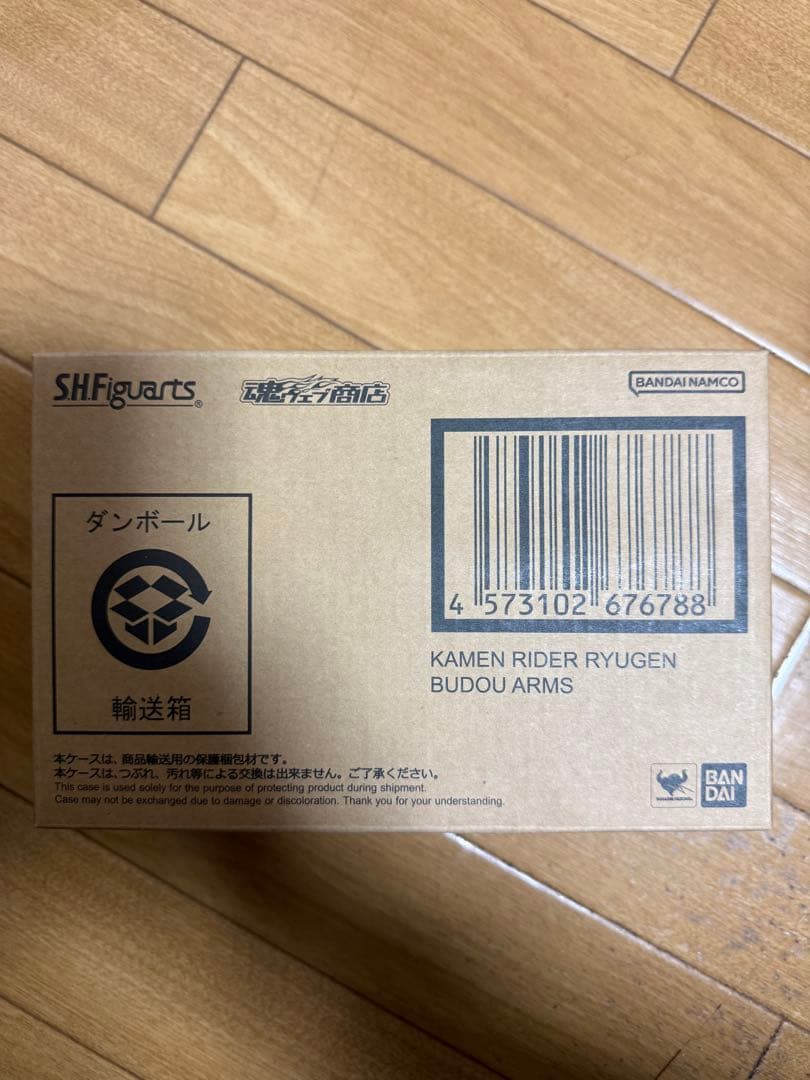 S.H.Figuarts®
魂ウェブ商店
BANDAI NAMCO
ダンボール
輸送箱
4 573102 676788
KAMEN RIDER RYUGEN
BUDOU ARMS
本ケースは、商品輸送用の保護梱包材です。
本ケースは、つぶれ、汚れ等による交換は出来ません。ご了承ください。
This case is used solely for the purpose of protecting product during shipment.
Case may not be exchanged due to damage or discoloration. Thank you for your understanding.
BAN
DAI